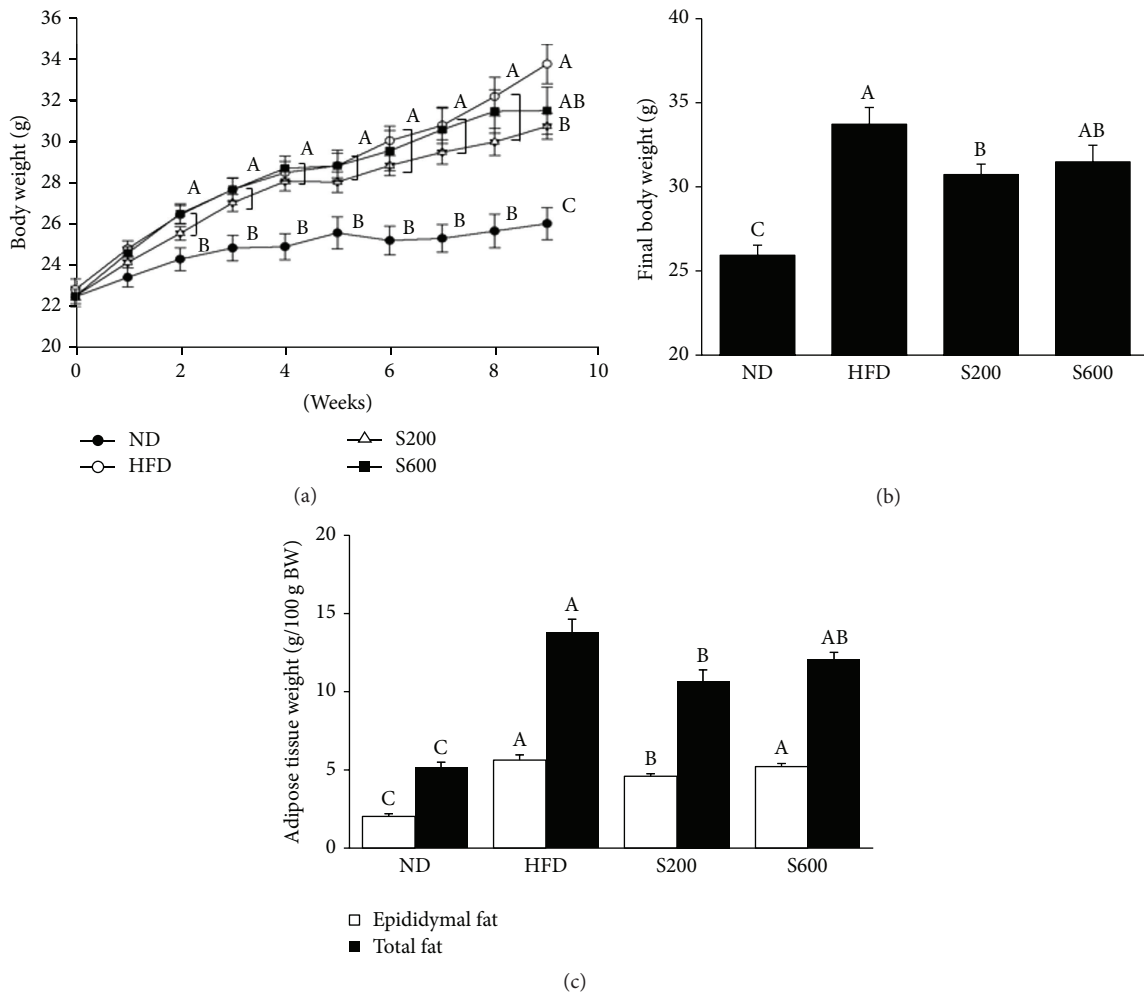 36
34
32
30
28
26
24
22
20
Body weight (g)
A
A
A
A
A
A
A
A
AB
B
B
B
B
B
B
B
B
C
0 2 4 6 8 10
(Weeks)
ND
HFD
S200
S600
(a)
40
35
30
25
20
Final body weight (g)
C
A
B
AB
ND HFD S200 S600
(b)
20
15
10
5
0
Adipose tissue weight (g/100 g BW)
C
C
A
A
B
B
A
AB
ND HFD S200 S600
Epididymal fat
Total fat
(c)